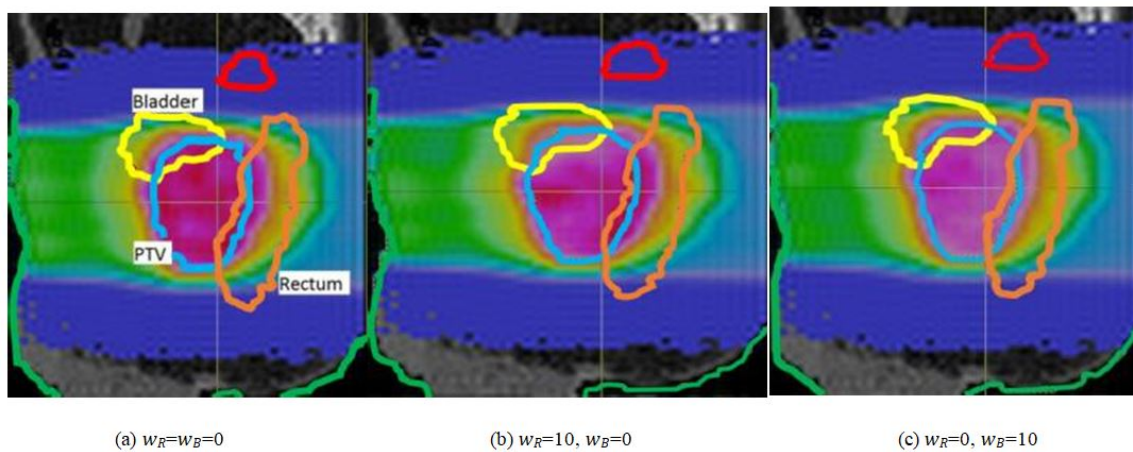 Bladder
PTV
Rectum
(a) wR=wB=0
(b) wR=10, wB=0
(c) wR=0, wB=10